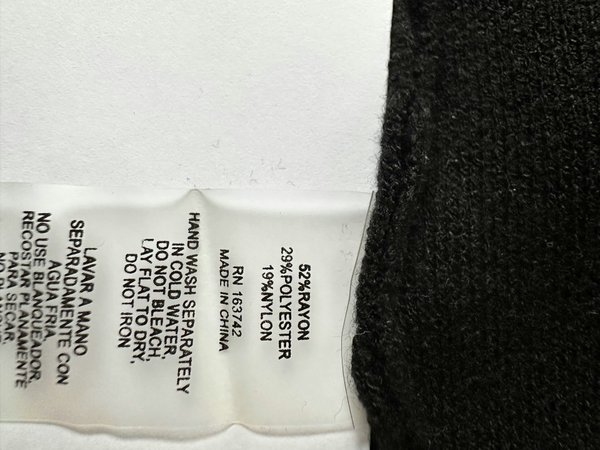 52%RAYON
29%POLYESTER
19%NYLON
RN 163742
MADE IN CHINA
HAND WASH SEPARATELY
IN COLD WATER,
DO NOT BLEACH,
LAY FLAT TO DRY,
DO NOT IRON
LAVAR A MANO
SEPARADAMENTE CON
AGUA FRIA,
NO USE BLANQUEADOR,
RECOSTAR PLANAMENTE
PARA SECAR,